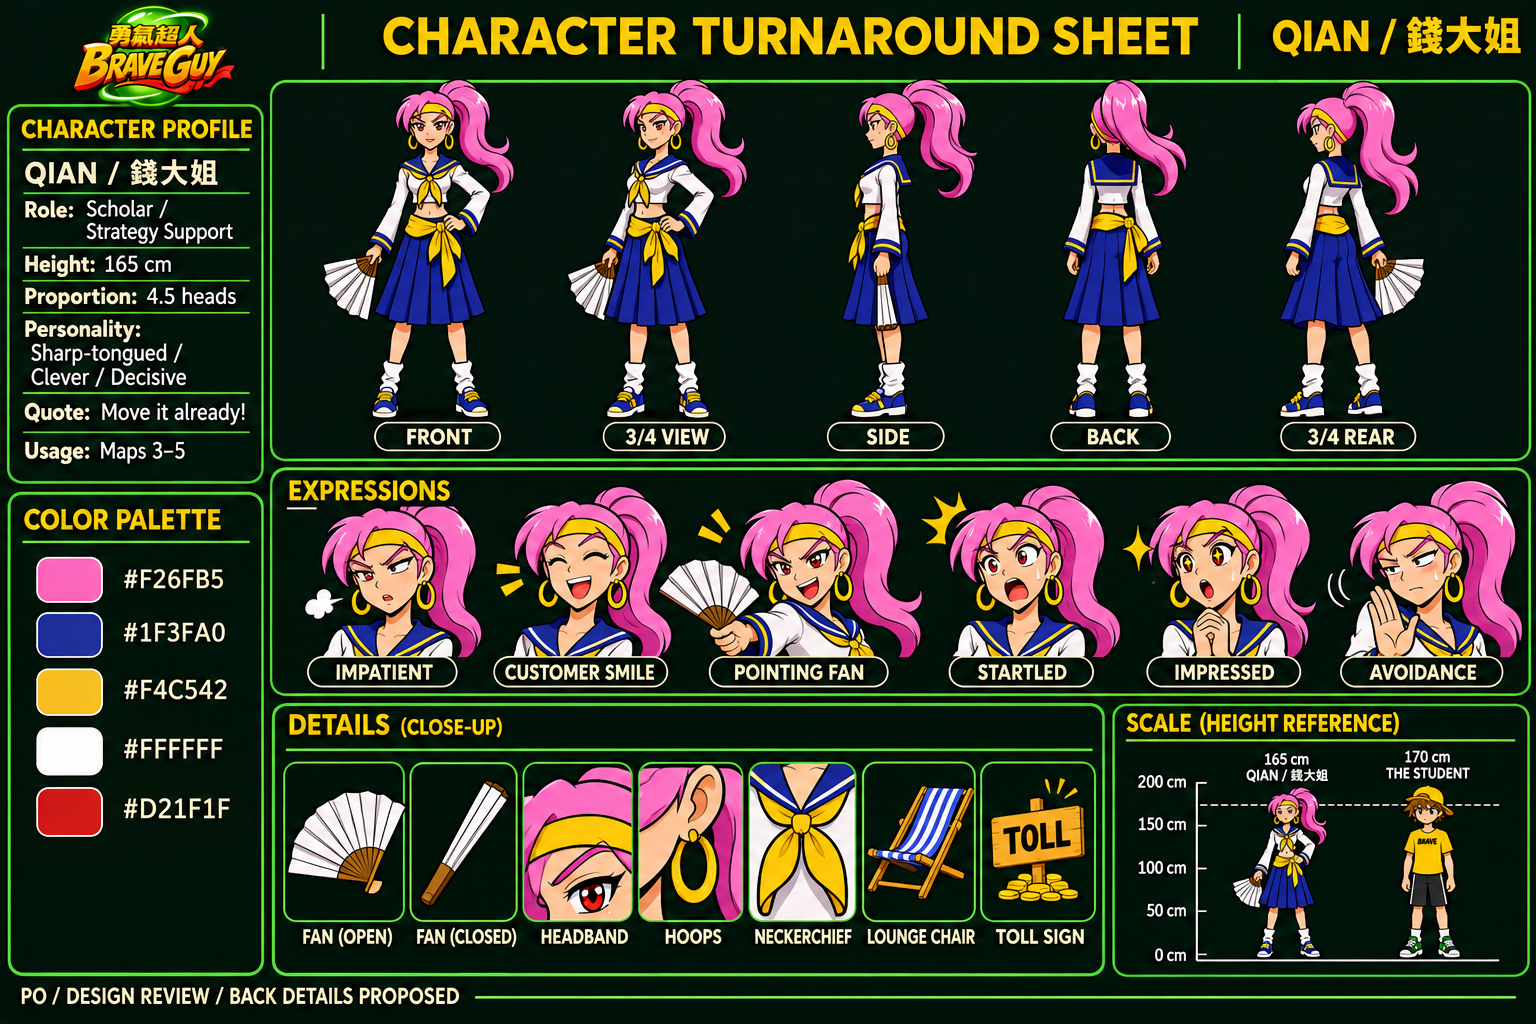 勇氣超人
BRAVEGUY
CHARACTER TURNAROUND SHEET
QIAN / 錢大姐
CHARACTER PROFILE
QIAN / 錢大姐
Role: Scholar /
Strategy Support
Height: 165 cm
Proportion: 4.5 heads
Personality:
Sharp-tongued /
Clever / Decisive
Quote: Move it already!
Usage: Maps 3–5
FRONT
3/4 VIEW
SIDE
BACK
3/4 REAR
COLOR PALETTE
#F26FB5
#1F3FA0
#F4C542
#FFFFFF
#D21F1F
EXPRESSIONS
IMPATIENT
CUSTOMER SMILE
POINTING FAN
STARTLED
IMPRESSED
AVOIDANCE
DETAILS (CLOSE-UP)
TOLL
FAN (OPEN)
FAN (CLOSED)
HEADBAND
HOOPS
NECKERCHIEF
LOUNGE CHAIR
TOLL SIGN
SCALE (HEIGHT REFERENCE)
165 cm
QIAN / 錢大姐
170 cm
THE STUDENT
200 cm
150 cm
100 cm
50 cm
0 cm
BRAVE
PO / DESIGN REVIEW / BACK DETAILS PROPOSED